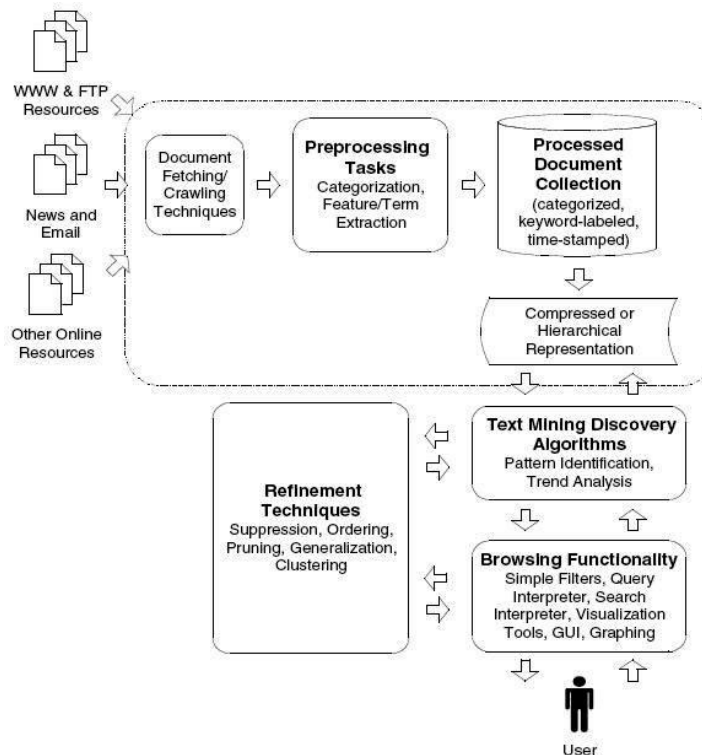 WWW & FTP
Resources
News and
Email
Other Online
Resources
Document
Fetching/
Crawling
Techniques
Preprocessing
Tasks
Categorization,
Feature/Term
Extraction
Processed
Document
Collection
(categorized,
keyword-labeled,
time-stamped)
Compressed or
Hierarchical
Representation
Text Mining Discovery
Algorithms
Pattern Identification,
Trend Analysis
Refinement
Techniques
Suppression, Ordering,
Pruning, Generalization,
Clustering
Browsing Functionality
Simple Filters, Query
Interpreter, Search
Interpreter, Visualization
Tools, GUI, Graphing
User